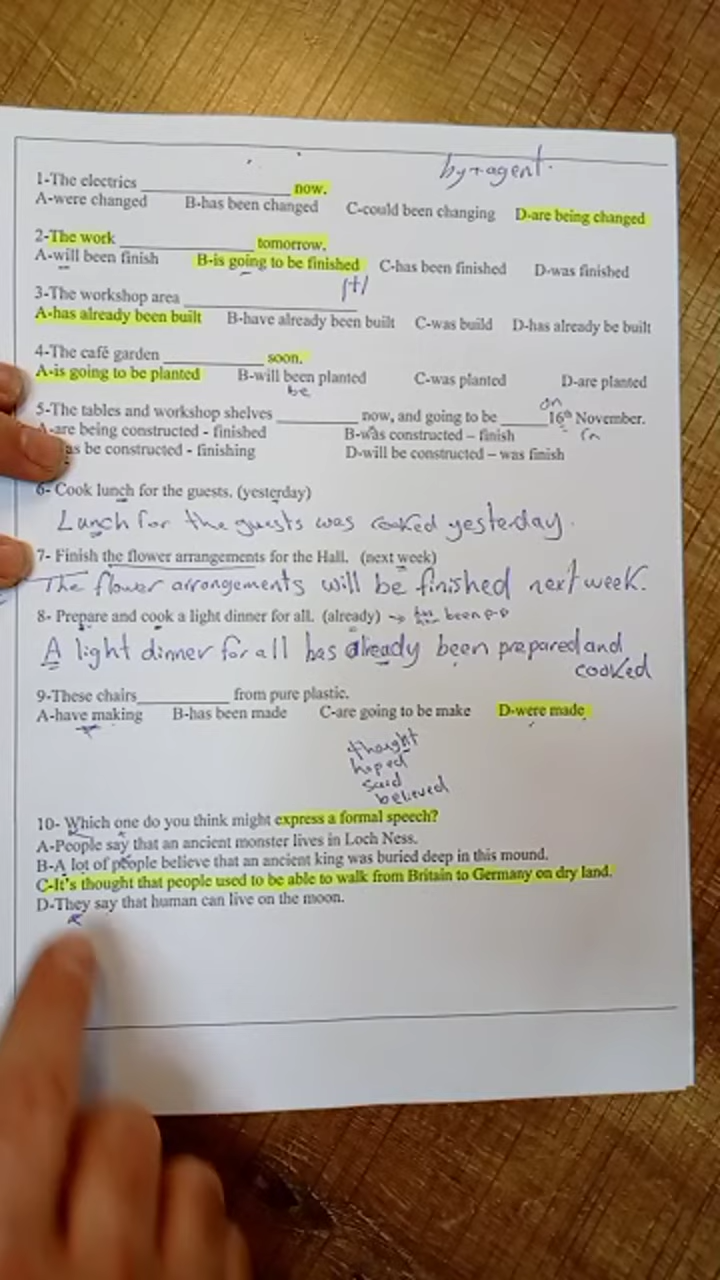 by + agent.
1-The electrics ____________ now.
A-were changed B-has been changed C-could been changing D-are being changed
2-The work ____________ tomorrow.
A-will been finish B-is going to be finished C-has been finished D-was finished
/t/
3-The workshop area ____________
A-has already been built B-have already been built C-was build D-has already be built
4-The café garden ____________ soon.
A-is going to be planted B-will been planted C-was planted D-are planted
be
on
5-The tables and workshop shelves ____________ now, and going to be ______ 16th November.
in
A-are being constructed - finished B-was constructed – finish
as be constructed - finishing D-will be constructed – was finish
6- Cook lunch for the guests. (yesterday)
Lunch for the guests was cooked yesterday.
7- Finish the flower arrangements for the Hall. (next week)
The flower arrangements will be finished next week.
8- Prepare and cook a light dinner for all. (already) → has been p.p
A light dinner for all has already been prepared and
cooked
9-These chairs____________ from pure plastic.
A-have making B-has been made C-are going to be make D-were made
thought
hoped
said
believed
10- Which one do you think might express a formal speech?
A-People say that an ancient monster lives in Loch Ness.
B-A lot of people believe that an ancient king was buried deep in this mound.
C-It's thought that people used to be able to walk from Britain to Germany on dry land.
D-They say that human can live on the moon.